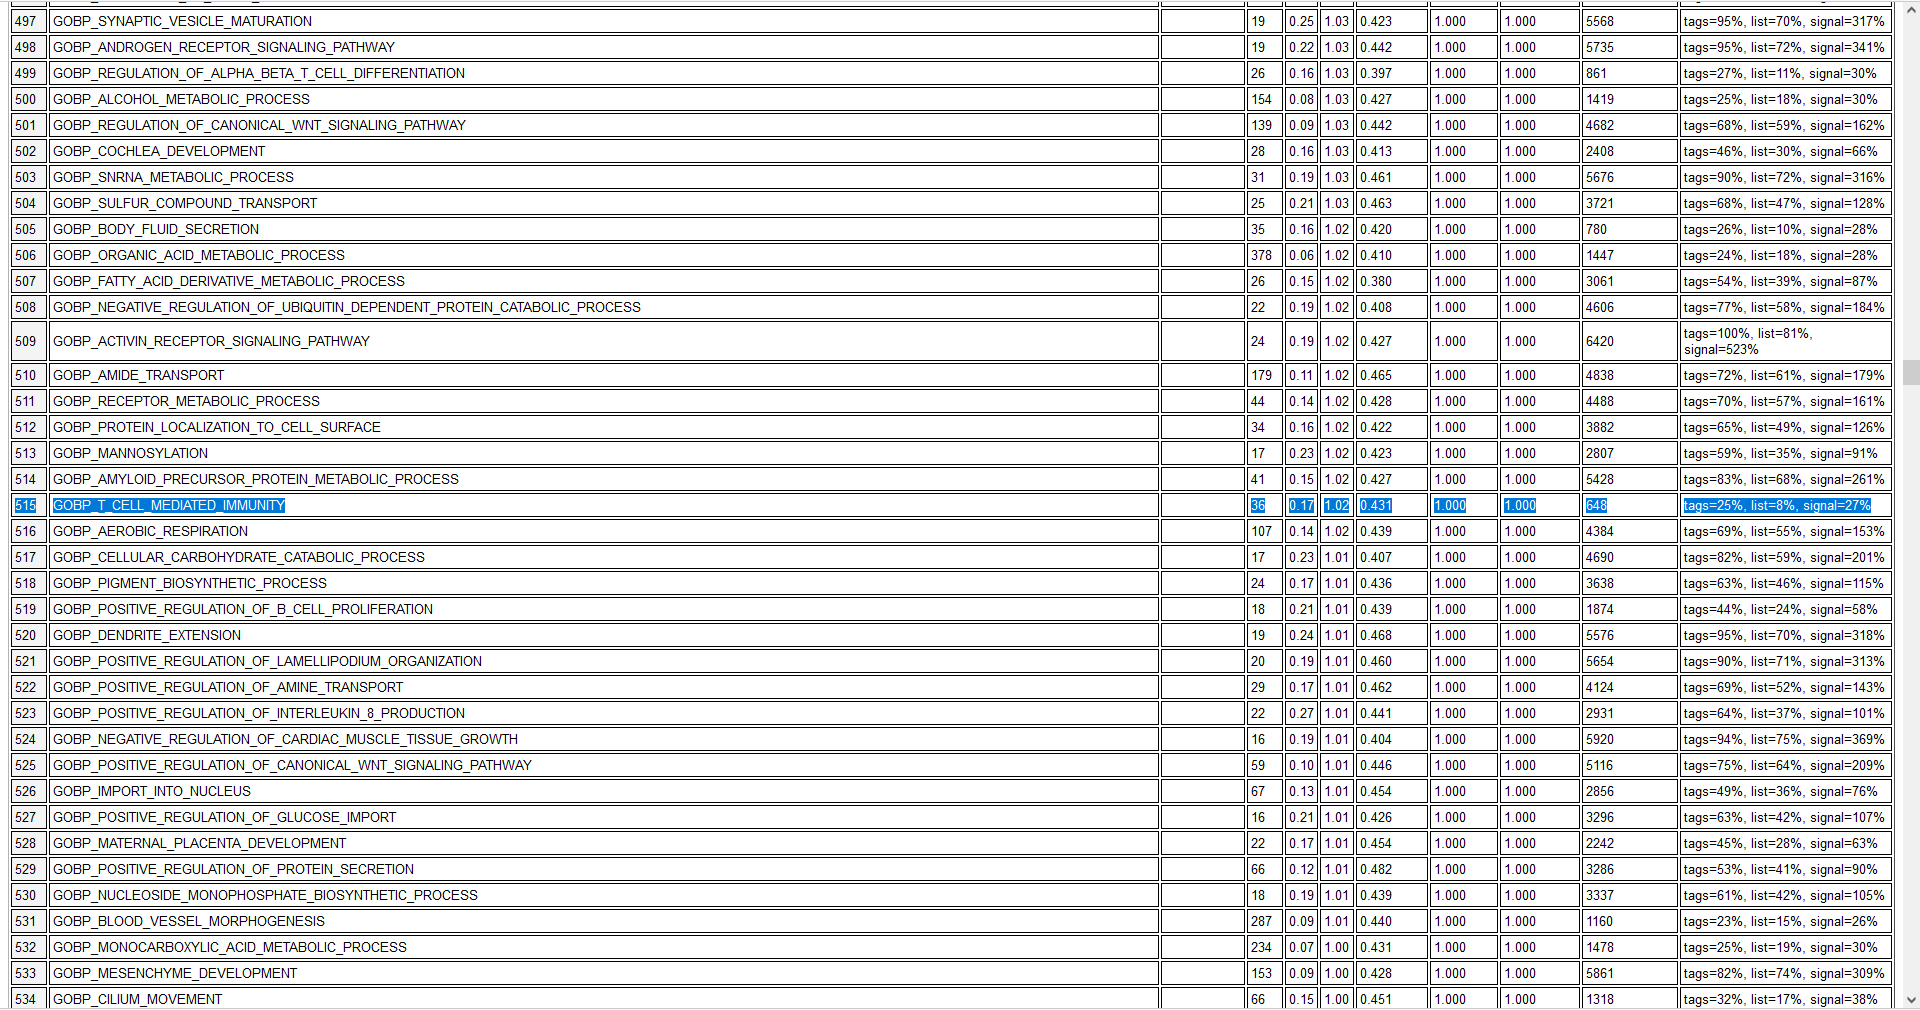 497 GOBP_SYNAPTIC_VESICLE_MATURATION 19 0.25 1.03 0.423 1.000 1.000 5568 tags=95%, list=70%, signal=317%
498 GOBP_ANDROGEN_RECEPTOR_SIGNALING_PATHWAY 19 0.22 1.03 0.442 1.000 1.000 5735 tags=95%, list=72%, signal=341%
499 GOBP_REGULATION_OF_ALPHA_BETA_T_CELL_DIFFERENTIATION 26 0.16 1.03 0.397 1.000 1.000 861 tags=27%, list=11%, signal=30%
500 GOBP_ALCOHOL_METABOLIC_PROCESS 154 0.08 1.03 0.427 1.000 1.000 1419 tags=25%, list=18%, signal=30%
501 GOBP_REGULATION_OF_CANONICAL_WNT_SIGNALING_PATHWAY 139 0.09 1.03 0.442 1.000 1.000 4682 tags=68%, list=59%, signal=162%
502 GOBP_COCHLEA_DEVELOPMENT 28 0.16 1.03 0.413 1.000 1.000 2408 tags=46%, list=30%, signal=66%
503 GOBP_SNRNA_METABOLIC_PROCESS 31 0.19 1.03 0.461 1.000 1.000 5676 tags=90%, list=72%, signal=316%
504 GOBP_SULFUR_COMPOUND_TRANSPORT 25 0.21 1.03 0.463 1.000 1.000 3721 tags=68%, list=47%, signal=128%
505 GOBP_BODY_FLUID_SECRETION 35 0.16 1.02 0.420 1.000 1.000 780 tags=26%, list=10%, signal=28%
506 GOBP_ORGANIC_ACID_METABOLIC_PROCESS 378 0.06 1.02 0.410 1.000 1.000 1447 tags=24%, list=18%, signal=28%
507 GOBP_FATTY_ACID_DERIVATIVE_METABOLIC_PROCESS 26 0.15 1.02 0.380 1.000 1.000 3061 tags=54%, list=39%, signal=87%
508 GOBP_NEGATIVE_REGULATION_OF_UBIQUITIN_DEPENDENT_PROTEIN_CATABOLIC_PROCESS 22 0.19 1.02 0.408 1.000 1.000 4606 tags=77%, list=58%, signal=184%
509 GOBP_ACTIVIN_RECEPTOR_SIGNALING_PATHWAY 24 0.19 1.02 0.427 1.000 1.000 6420 tags=100%, list=81%,
signal=523%
510 GOBP_AMIDE_TRANSPORT 179 0.11 1.02 0.465 1.000 1.000 4838 tags=72%, list=61%, signal=179%
511 GOBP_RECEPTOR_METABOLIC_PROCESS 44 0.14 1.02 0.428 1.000 1.000 4488 tags=70%, list=57%, signal=161%
512 GOBP_PROTEIN_LOCALIZATION_TO_CELL_SURFACE 34 0.16 1.02 0.422 1.000 1.000 3882 tags=65%, list=49%, signal=126%
513 GOBP_MANNOSYLATION 17 0.23 1.02 0.423 1.000 1.000 2807 tags=59%, list=35%, signal=91%
514 GOBP_AMYLOID_PRECURSOR_PROTEIN_METABOLIC_PROCESS 41 0.15 1.02 0.427 1.000 1.000 5428 tags=83%, list=68%, signal=261%
515 GOBP_T_CELL_MEDIATED_IMMUNITY 36 0.17 1.02 0.431 1.000 1.000 648 tags=25%, list=8%, signal=27%
516 GOBP_AEROBIC_RESPIRATION 107 0.14 1.02 0.439 1.000 1.000 4384 tags=69%, list=55%, signal=153%
517 GOBP_CELLULAR_CARBOHYDRATE_CATABOLIC_PROCESS 17 0.23 1.01 0.407 1.000 1.000 4690 tags=82%, list=59%, signal=201%
518 GOBP_PIGMENT_BIOSYNTHETIC_PROCESS 24 0.17 1.01 0.436 1.000 1.000 3638 tags=63%, list=46%, signal=115%
519 GOBP_POSITIVE_REGULATION_OF_B_CELL_PROLIFERATION 18 0.21 1.01 0.439 1.000 1.000 1874 tags=44%, list=24%, signal=58%
520 GOBP_DENDRITE_EXTENSION 19 0.24 1.01 0.468 1.000 1.000 5576 tags=95%, list=70%, signal=318%
521 GOBP_POSITIVE_REGULATION_OF_LAMELLIPODIUM_ORGANIZATION 20 0.19 1.01 0.460 1.000 1.000 5654 tags=90%, list=71%, signal=313%
522 GOBP_POSITIVE_REGULATION_OF_AMINE_TRANSPORT 29 0.17 1.01 0.462 1.000 1.000 4124 tags=69%, list=52%, signal=143%
523 GOBP_POSITIVE_REGULATION_OF_INTERLEUKIN_8_PRODUCTION 22 0.27 1.01 0.441 1.000 1.000 2931 tags=64%, list=37%, signal=101%
524 GOBP_NEGATIVE_REGULATION_OF_CARDIAC_MUSCLE_TISSUE_GROWTH 16 0.19 1.01 0.404 1.000 1.000 5920 tags=94%, list=75%, signal=369%
525 GOBP_POSITIVE_REGULATION_OF_CANONICAL_WNT_SIGNALING_PATHWAY 59 0.10 1.01 0.446 1.000 1.000 5116 tags=75%, list=64%, signal=209%
526 GOBP_IMPORT_INTO_NUCLEUS 67 0.13 1.01 0.454 1.000 1.000 2856 tags=49%, list=36%, signal=76%
527 GOBP_POSITIVE_REGULATION_OF_GLUCOSE_IMPORT 16 0.21 1.01 0.426 1.000 1.000 3296 tags=63%, list=42%, signal=107%
528 GOBP_MATERNAL_PLACENTA_DEVELOPMENT 22 0.17 1.01 0.454 1.000 1.000 2242 tags=45%, list=28%, signal=63%
529 GOBP_POSITIVE_REGULATION_OF_PROTEIN_SECRETION 66 0.12 1.01 0.482 1.000 1.000 3286 tags=53%, list=41%, signal=90%
530 GOBP_NUCLEOSIDE_MONOPHOSPHATE_BIOSYNTHETIC_PROCESS 18 0.19 1.01 0.439 1.000 1.000 3337 tags=61%, list=42%, signal=105%
531 GOBP_BLOOD_VESSEL_MORPHOGENESIS 287 0.09 1.01 0.440 1.000 1.000 1160 tags=23%, list=15%, signal=26%
532 GOBP_MONOCARBOXYLIC_ACID_METABOLIC_PROCESS 234 0.07 1.00 0.431 1.000 1.000 1478 tags=25%, list=19%, signal=30%
533 GOBP_MESENCHYME_DEVELOPMENT 153 0.09 1.00 0.428 1.000 1.000 5861 tags=82%, list=74%, signal=309%
534 GOBP_CILIUM_MOVEMENT 66 0.15 1.00 0.451 1.000 1.000 1318 tags=32%, list=17%, signal=38%